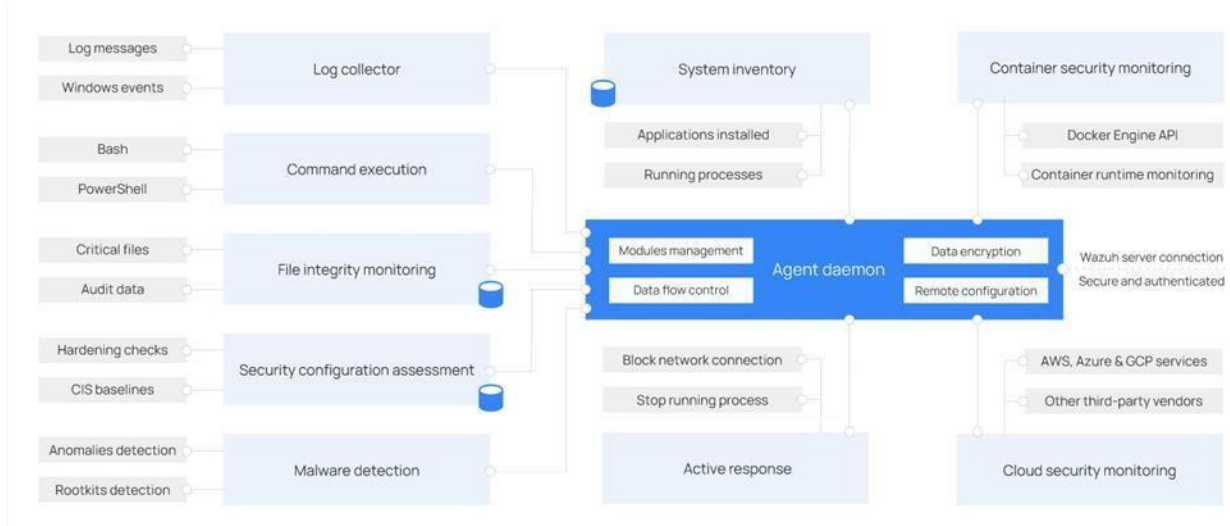 Log messages
Windows events
Log collector
Bash
PowerShell
Command execution
Critical files
Audit data
File integrity monitoring
Hardening checks
CIS baselines
Security configuration assessment
Anomalies detection
Rootkits detection
Malware detection
System inventory
Applications installed
Running processes
Container security monitoring
Docker Engine API
Container runtime monitoring
Modules management
Data flow control
Agent daemon
Data encryption
Remote configuration
Wazuh server connection
Secure and authenticated
Block network connection
Stop running process
Active response
AWS, Azure & GCP services
Other third-party vendors
Cloud security monitoring